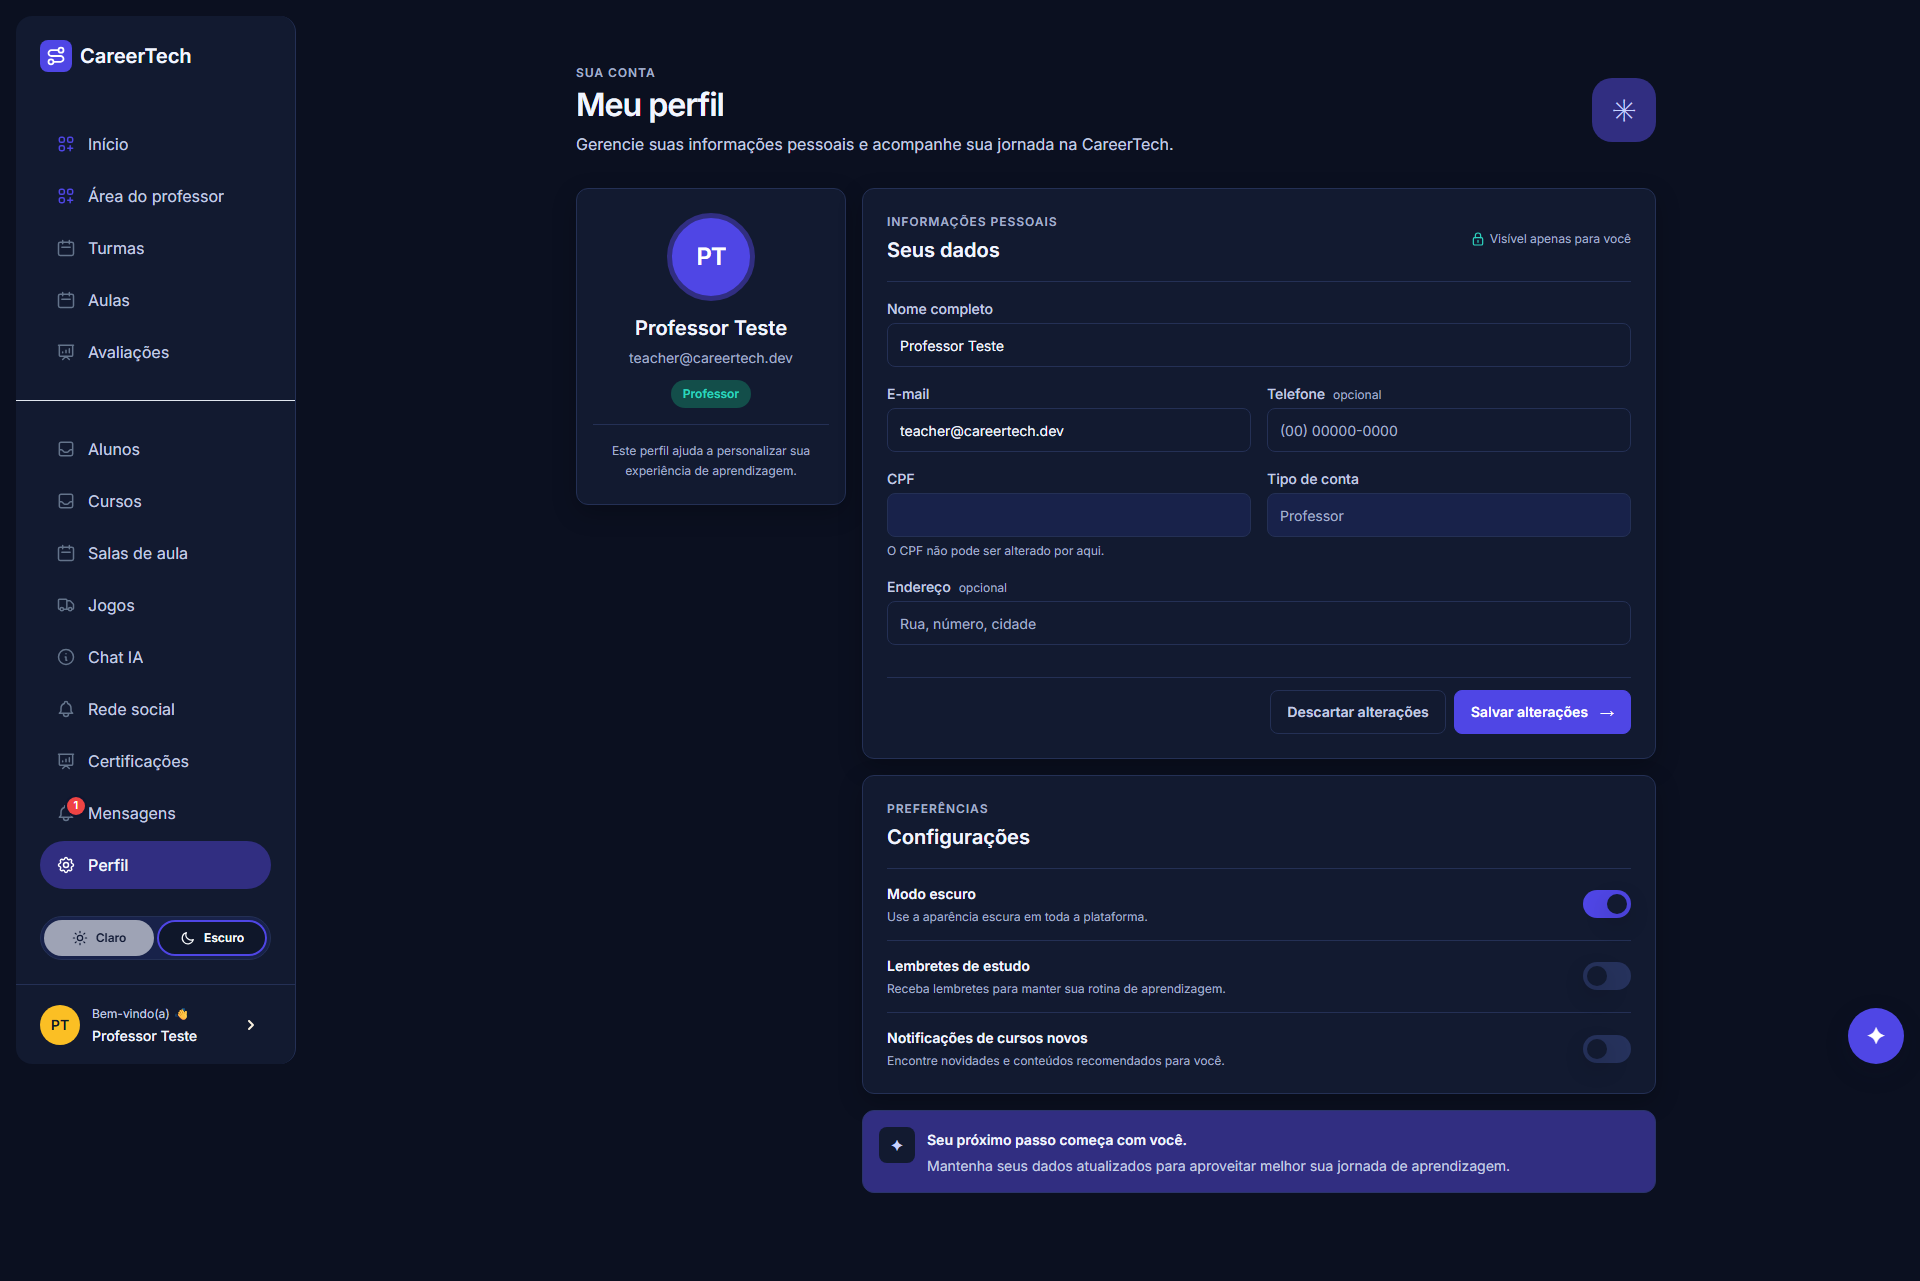 CareerTech
Início
Área do professor
Turmas
Aulas
Avaliações
Alunos
Cursos
Salas de aula
Jogos
Chat IA
Rede social
Certificações
1
Mensagens
Perfil
Claro
Escuro
PT
Bem-vindo(a) 👋
Professor Teste
SUA CONTA
Meu perfil
Gerencie suas informações pessoais e acompanhe sua jornada na CareerTech.
PT
Professor Teste
teacher@careertech.dev
Professor
Este perfil ajuda a personalizar sua
experiência de aprendizagem.
INFORMAÇÕES PESSOAIS
Seus dados
Visível apenas para você
Nome completo
Professor Teste
E-mail
teacher@careertech.dev
Telefone opcional
(00) 00000-0000
CPF
O CPF não pode ser alterado por aqui.
Tipo de conta
Professor
Endereço opcional
Rua, número, cidade
Descartar alterações
Salvar alterações →
PREFERÊNCIAS
Configurações
Modo escuro
Use a aparência escura em toda a plataforma.
Lembretes de estudo
Receba lembretes para manter sua rotina de aprendizagem.
Notificações de cursos novos
Encontre novidades e conteúdos recomendados para você.
Seu próximo passo começa com você.
Mantenha seus dados atualizados para aproveitar melhor sua jornada de aprendizagem.